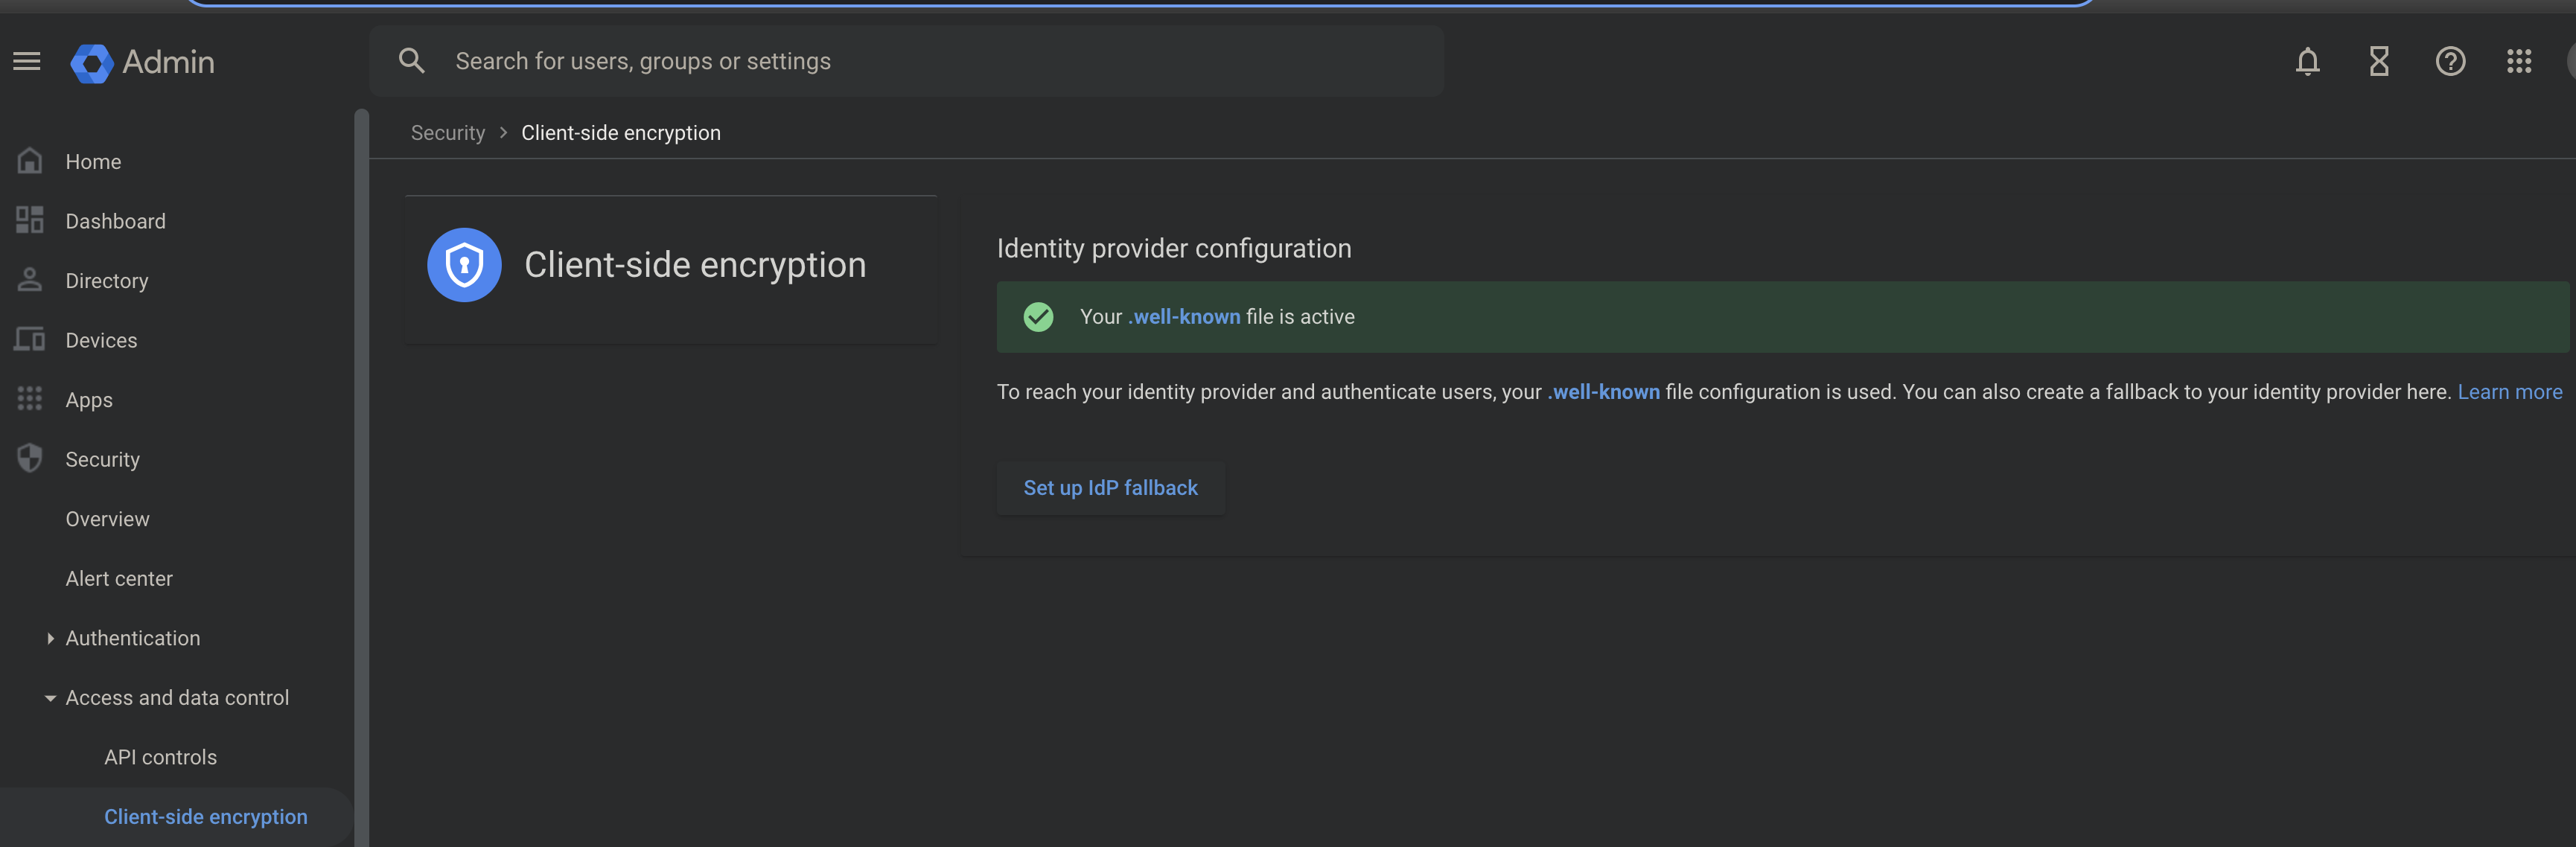 Admin
Search for users, groups or settings
Security > Client-side encryption
Home
Dashboard
Directory
Devices
Apps
Security
Overview
Alert center
Authentication
Access and data control
API controls
Client-side encryption
Client-side encryption
Identity provider configuration
Your .well-known file is active
To reach your identity provider and authenticate users, your .well-known file configuration is used. You can also create a fallback to your identity provider here. Learn more
Set up IdP fallback